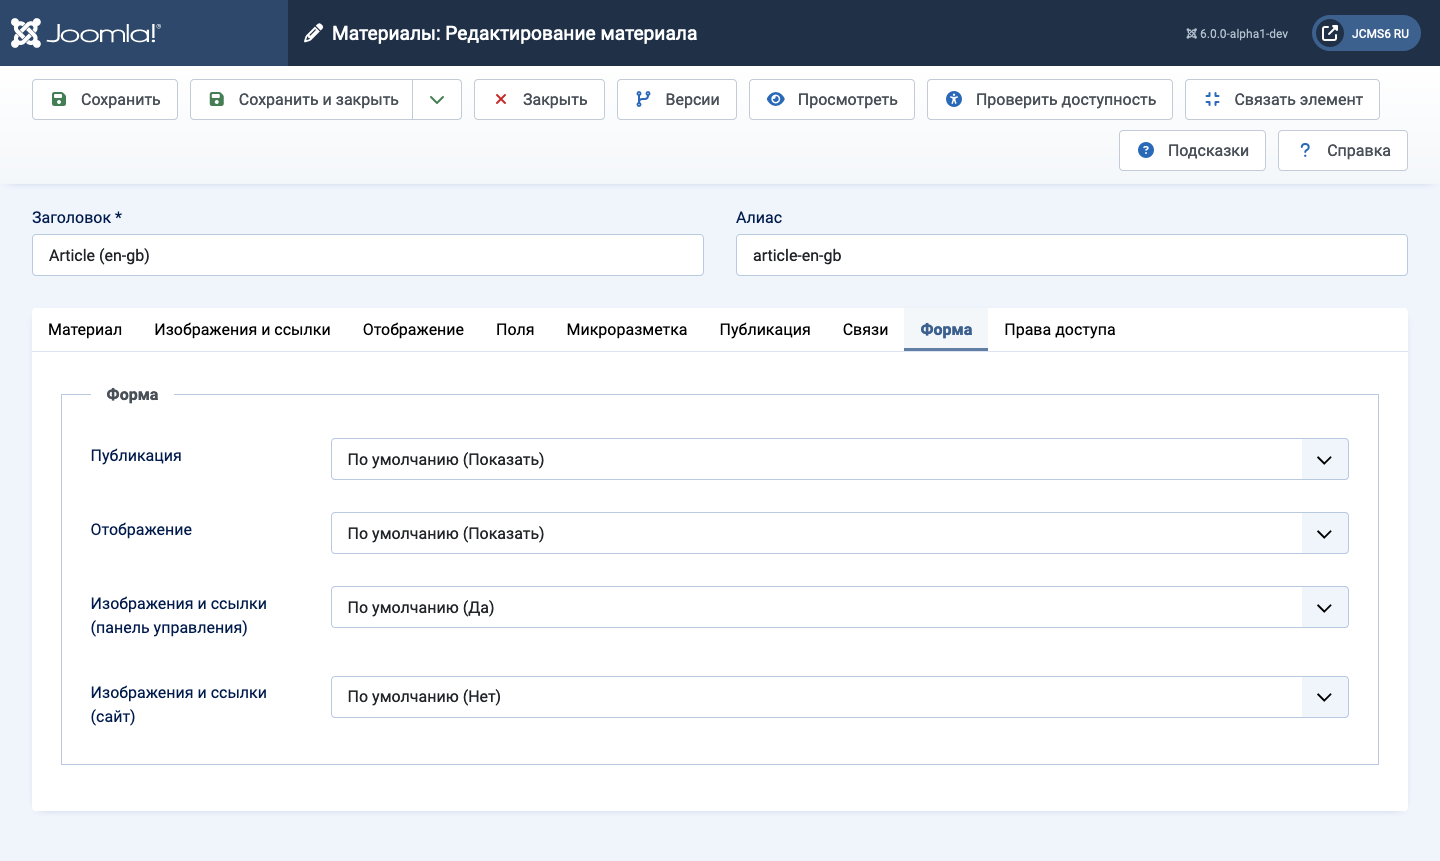 Joomla!®
Материалы: Редактирование материала
6.0.0-alpha1-dev
JCMS6 RU
Сохранить
Сохранить и закрыть
Закрыть
Версии
Просмотреть
Проверить доступность
Связать элемент
Подсказки
? Справка
Заголовок *
Алиас
Article (en-gb)
article-en-gb
Материал
Изображения и ссылки
Отображение
Поля
Микроразметка
Публикация
Связи
Форма
Права доступа
Форма
Публикация
По умолчанию (Показать)
Отображение
По умолчанию (Показать)
Изображения и ссылки
(панель управления)
По умолчанию (Да)
Изображения и ссылки
(сайт)
По умолчанию (Нет)